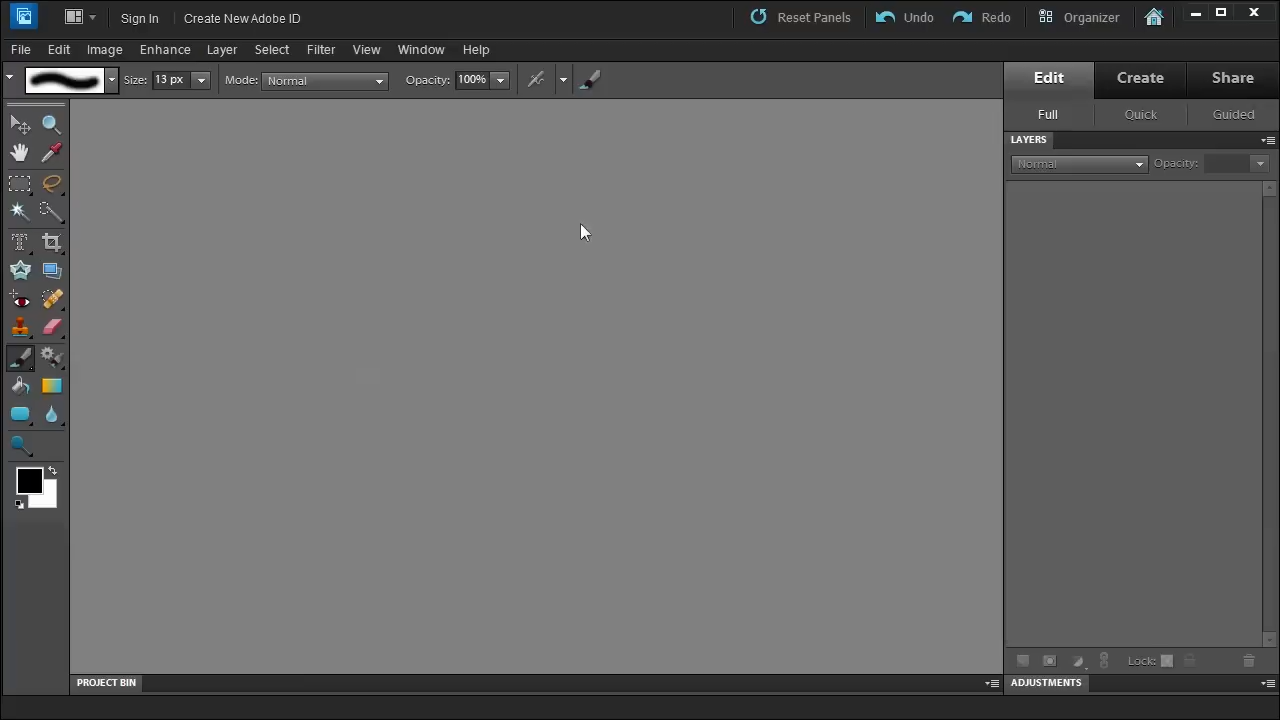 Sign In
Create New Adobe ID
Reset Panels
Undo
Redo
Organizer
File Edit Image Enhance Layer Select Filter View Window Help
Size: 13 px Mode: Normal Opacity: 100%
Edit Create Share
Full Quick Guided
LAYERS
Normal Opacity:
Lock:
PROJECT BIN
ADJUSTMENTS